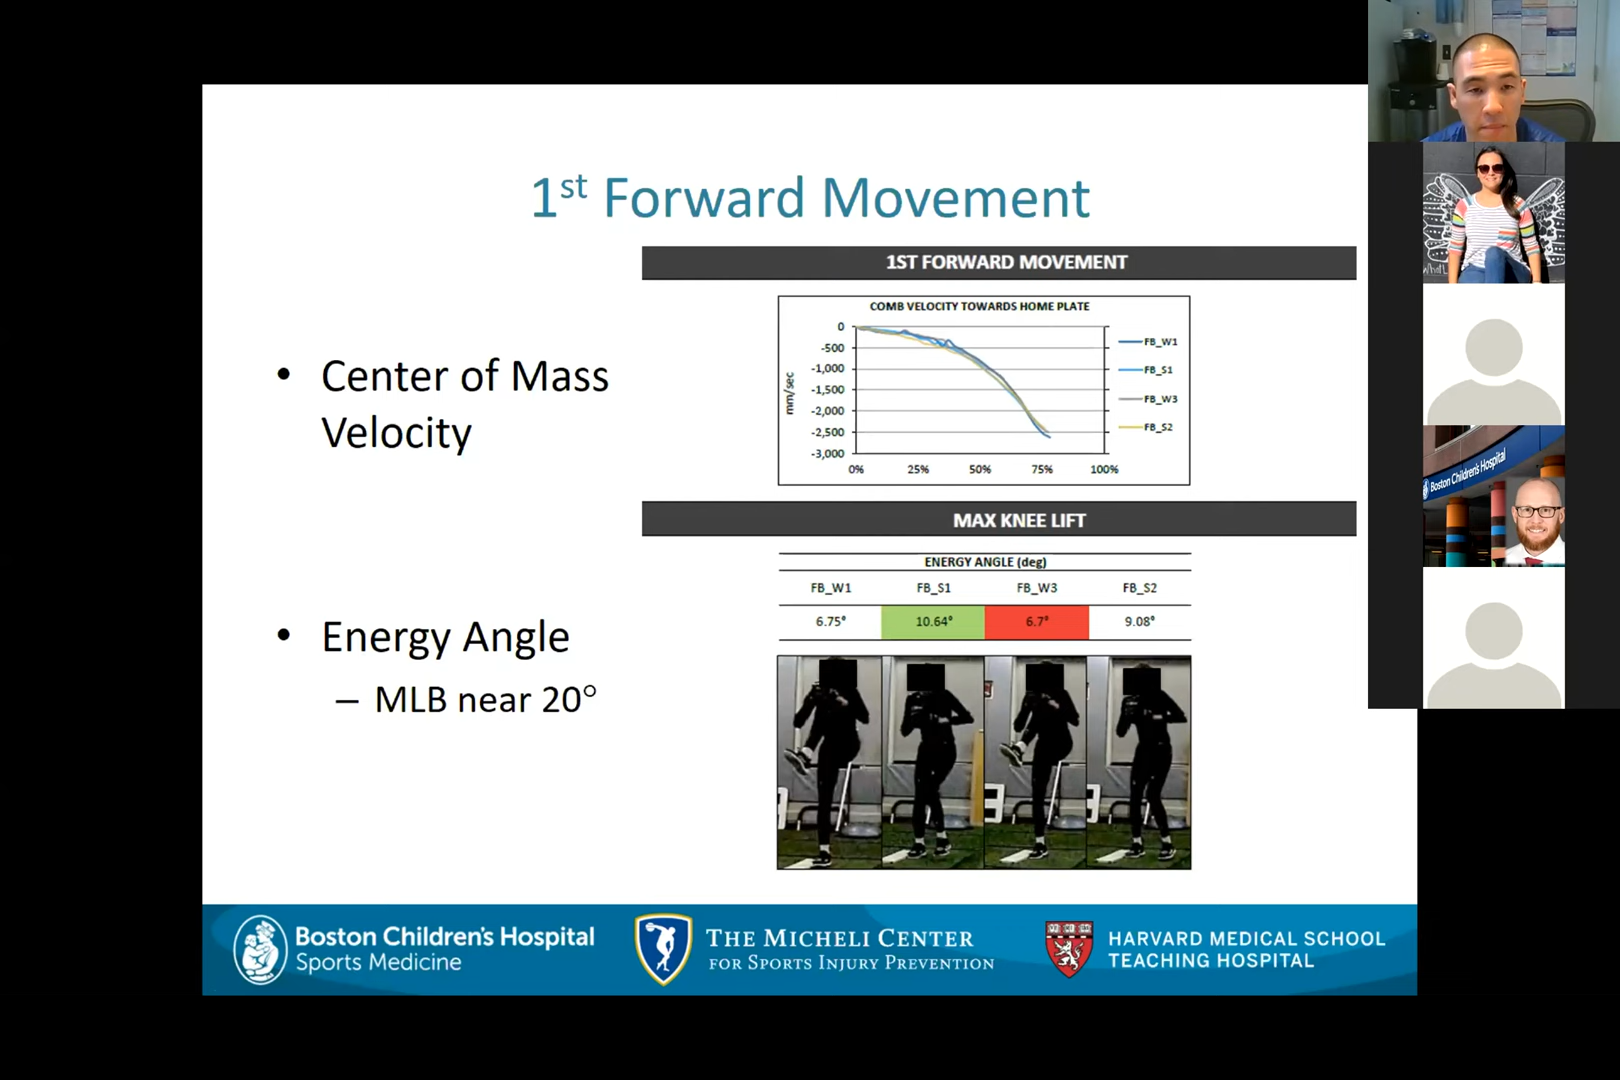 1st Forward Movement
1ST FORWARD MOVEMENT
COMB VELOCITY TOWARDS HOME PLATE
mm/sec
0
-500
-1,000
-1,500
-2,000
-2,500
-3,000
0% 25% 50% 75% 100%
FB_W1
FB_S1
FB_W3
FB_S2
• Center of Mass
Velocity
MAX KNEE LIFT
ENERGY ANGLE (deg)
FB_W1 FB_S1 FB_W3 FB_S2
6.75° 10.64° 6.7° 9.08°
• Energy Angle
– MLB near 20°
Boston Children's Hospital
Sports Medicine
THE MICHELI CENTER
FOR SPORTS INJURY PREVENTION
HARVARD MEDICAL SCHOOL
TEACHING HOSPITAL
Boston Children's Hospital